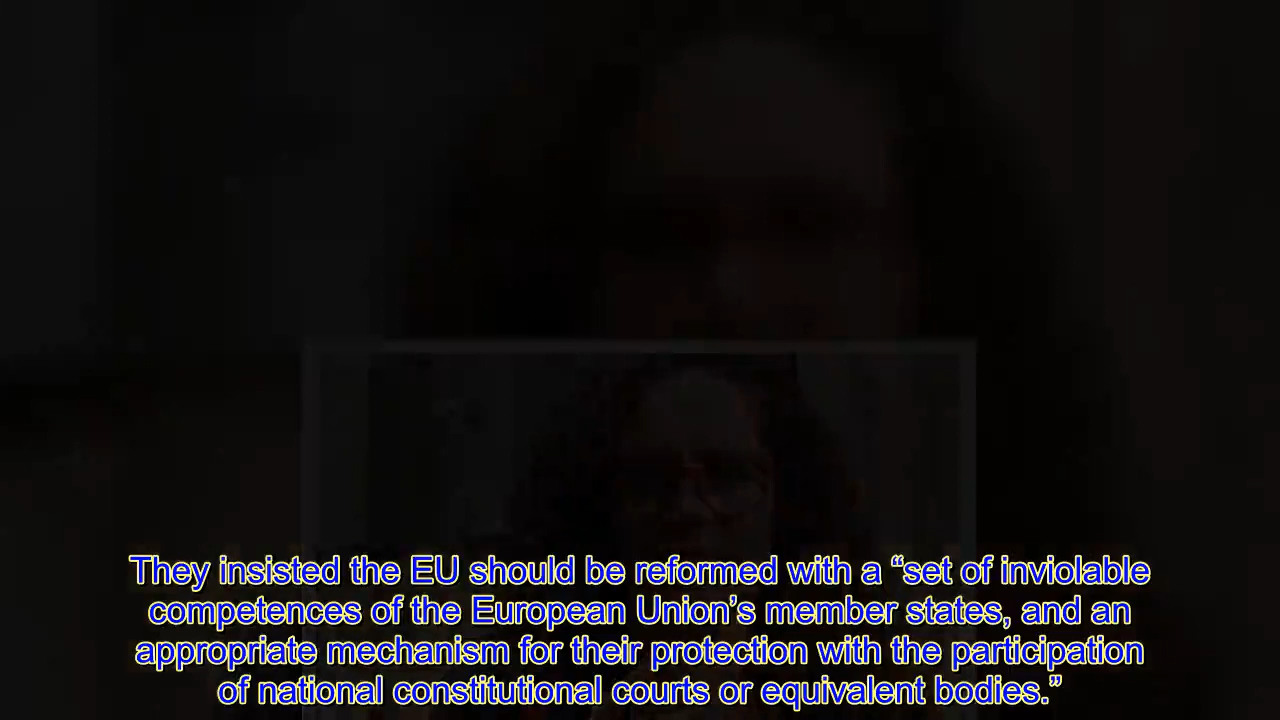 They insisted the EU should be reformed with a “set of inviolable
competences of the European Union’s member states, and an
appropriate mechanism for their protection with the participation
of national constitutional courts or equivalent bodies.”